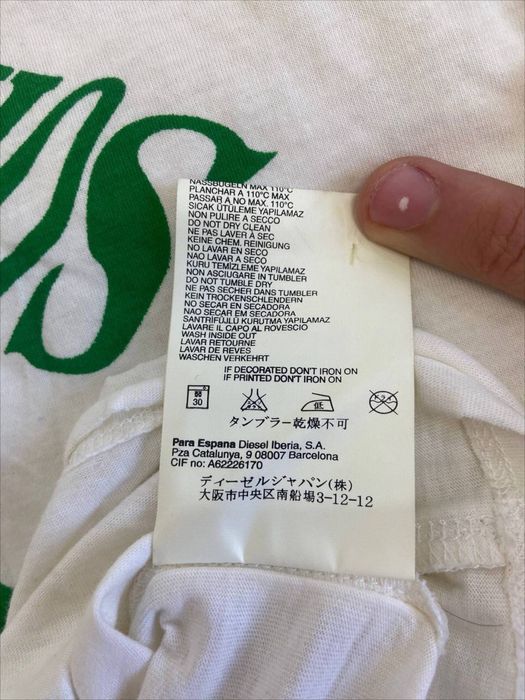 NASSBÜGELN MAX 110°C
PLANCHAR A 110°C MAX
PASSAR A NO MAX. 110°C
SICAK ÜTÜLEME YAPILAMAZ
NON PULIRE A SECCO
DO NOT DRY CLEAN
NE PAS LAVER À SEC
KEINE CHEM. REINIGUNG
NO LAVAR EN SECO
NAO LAVAR A SECO
KURU TEMİZLEME YAPILAMAZ
NON ASCIUGARE IN TUMBLER
DO NOT TUMBLE DRY
NE PAS SECHER DANS TUMBLER
KEIN TROCKENSCHLENDERN
NO SECAR EN SECADORA
NAO SECAR EM SECADORA
SANTRİFÜJLÜ KURUTMA YAPILAMAZ
LAVARE IL CAPO AL ROVESCIO
WASH INSIDE OUT
LAVAR RETOURNE
LAVAR DE REVES
WASCHEN VERKEHRT
IF DECORATED DON'T IRON ON
IF PRINTED DON'T IRON ON
30 低
タンブラー乾燥不可
Para Espana Diesel Iberia, S.A.
Pza Catalunya, 9 08007 Barcelona
CIF no: A62226170
ディーゼルジャパン(株)
大阪市中央区南船場3-12-12